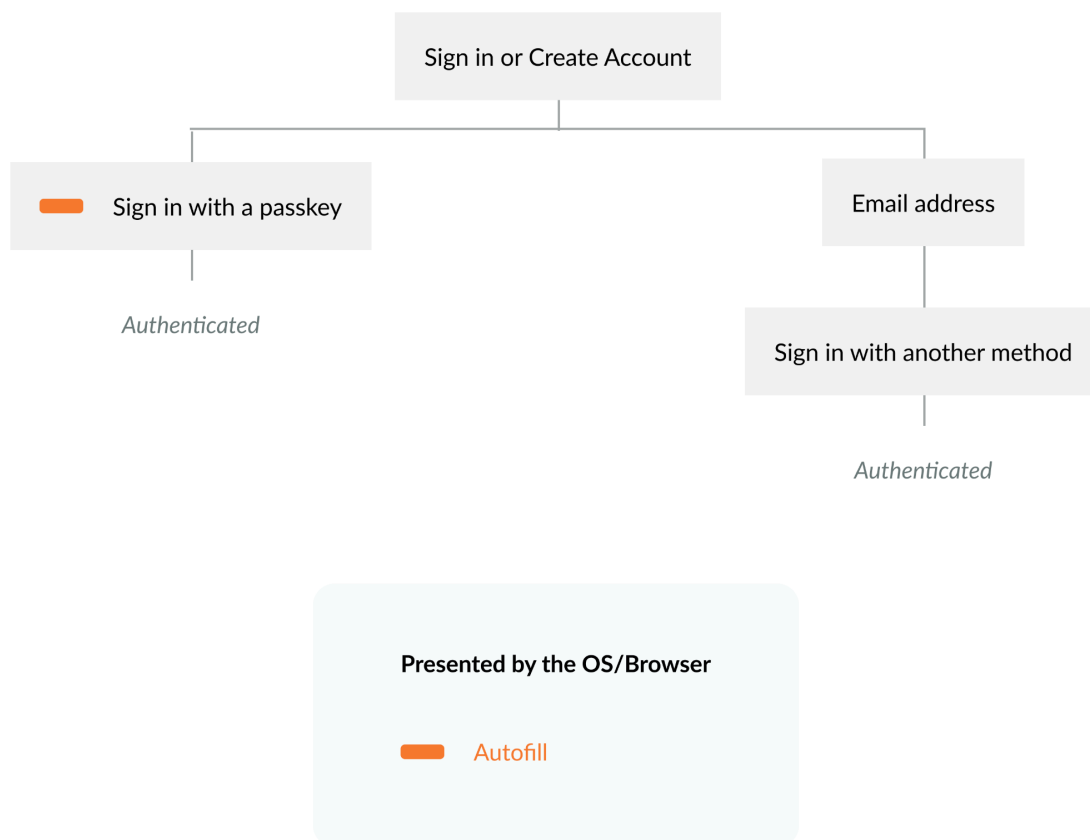 Sign in or Create Account
Sign in with a passkey
Email address
Authenticated
Sign in with another method
Authenticated
Presented by the OS/Browser
Autofill